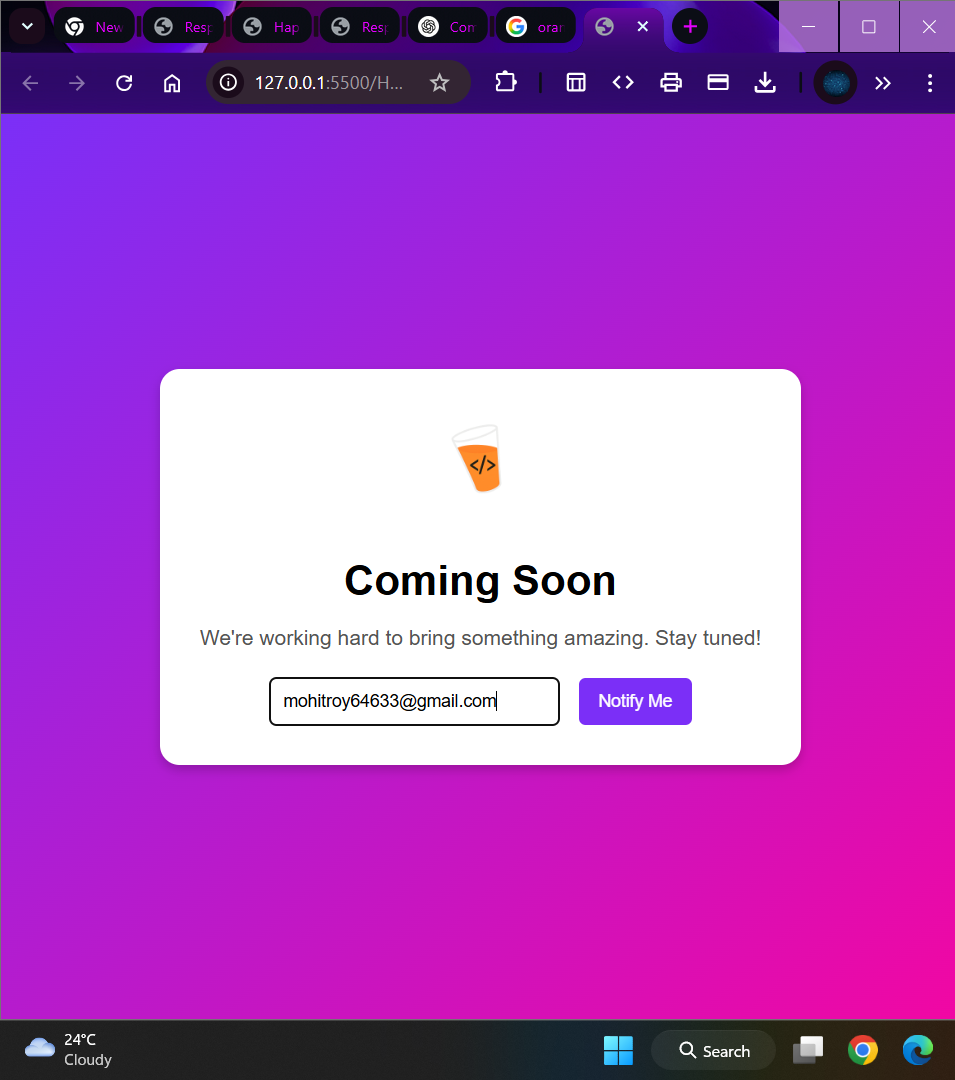 New
Resp
Hap
Resp
Con
oran
127.0.0.1:5500/H...
</>
Coming Soon
We're working hard to bring something amazing. Stay tuned!
mohitroy64633@gmail.com
Notify Me
24°C
Cloudy
Search